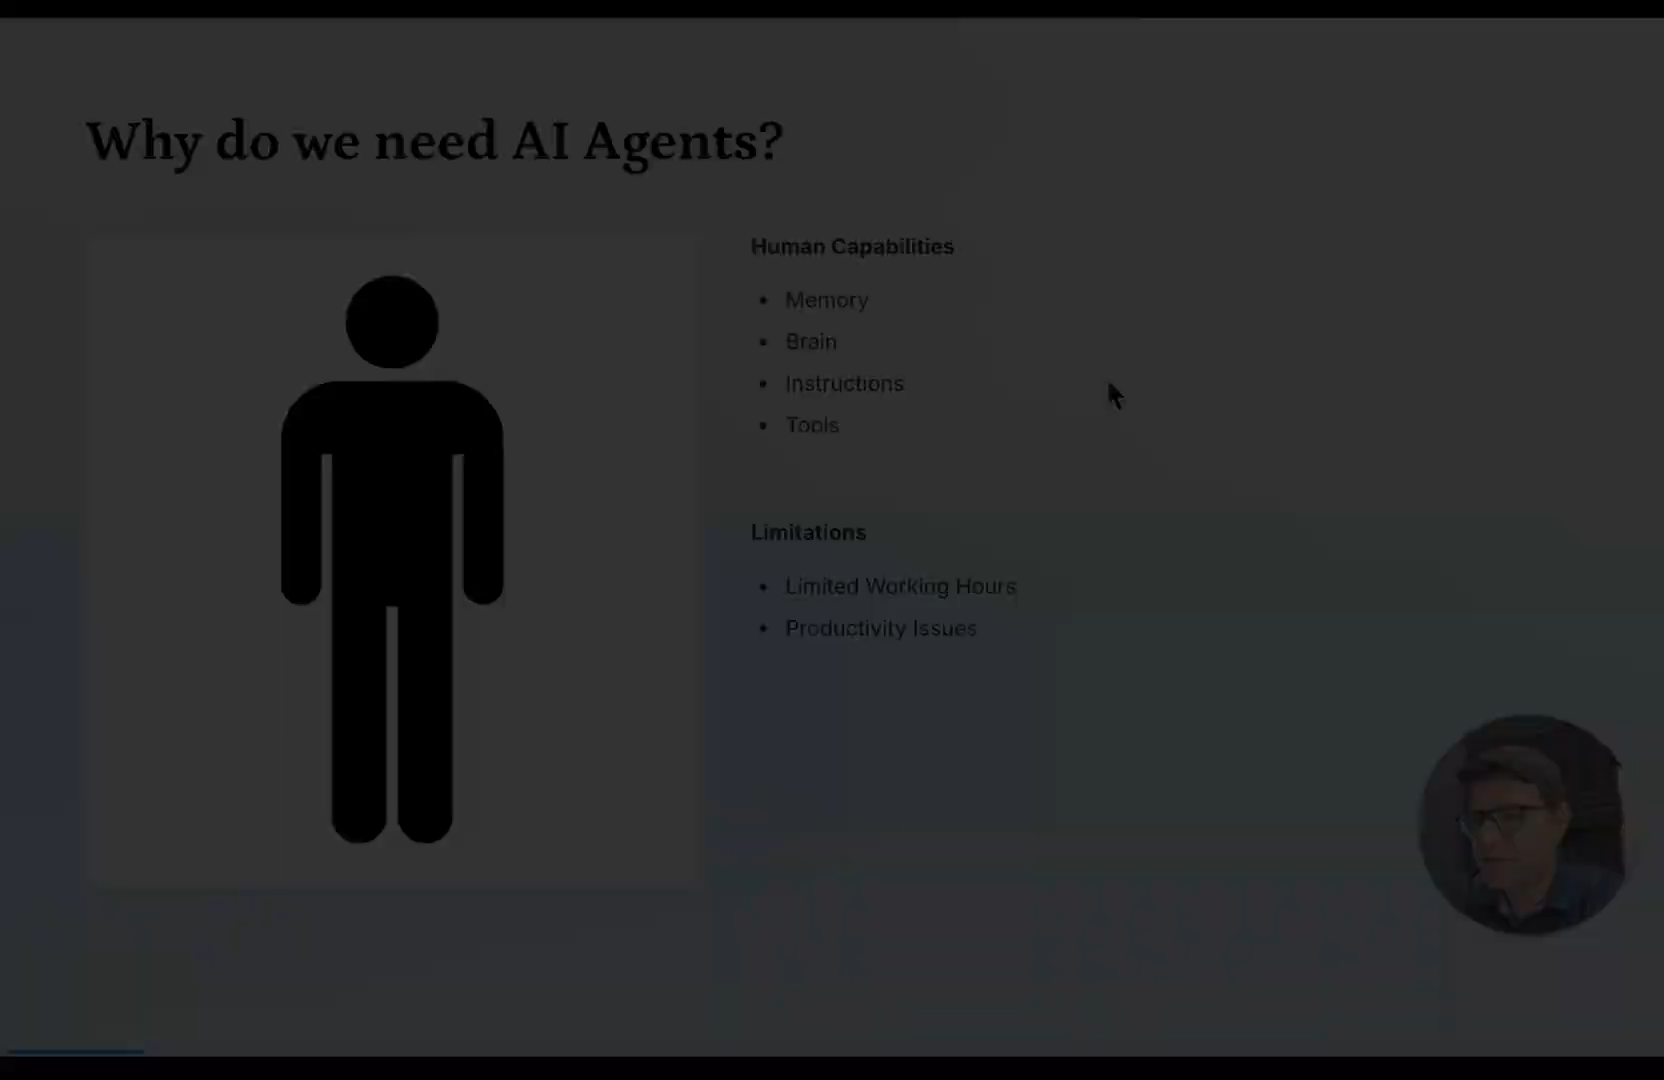 Why do we need AI Agents?
Human Capabilities
• Memory
• Brain
• Instructions
• Tools
Limitations
• Limited Working Hours
• Productivity Issues